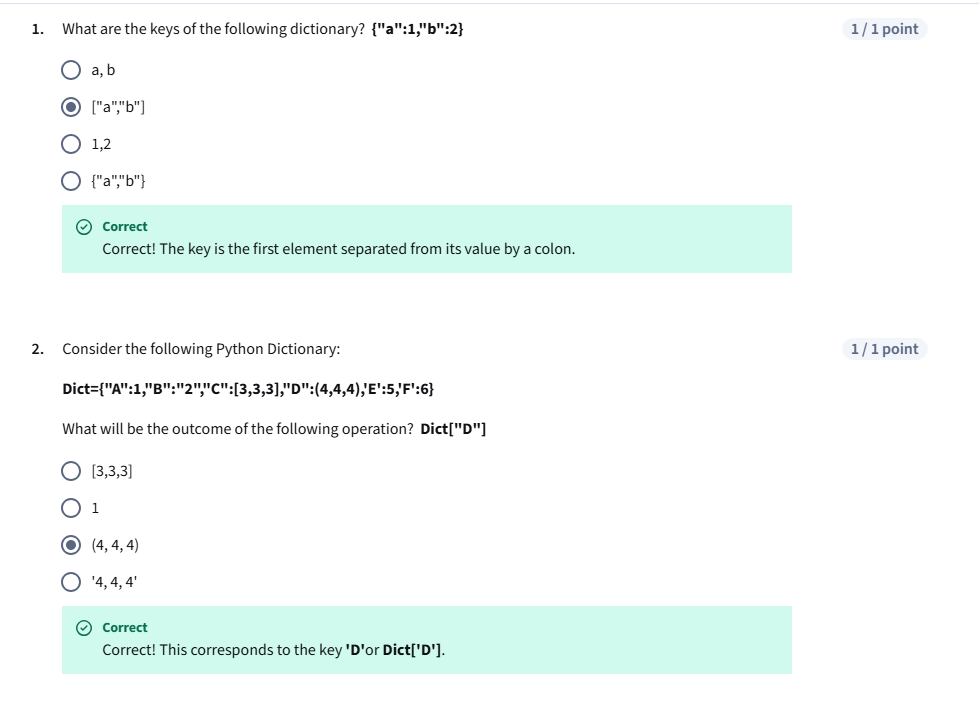 1. What are the keys of the following dictionary? {"a":1,"b":2}
1 / 1 point
a, b
["a","b"]
1,2
{"a","b"}
Correct
Correct! The key is the first element separated from its value by a colon.
2. Consider the following Python Dictionary:
1 / 1 point
Dict={"A":1,"B":"2","C":[3,3,3],"D":(4,4,4),'E':5,'F':6}
What will be the outcome of the following operation? Dict["D"]
[3,3,3]
1
(4, 4, 4)
'4, 4, 4'
Correct
Correct! This corresponds to the key 'D'or Dict['D'].